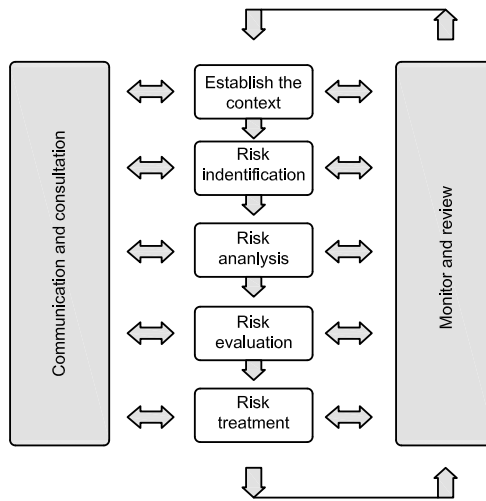 Communication and consultation
Establish the
context
Risk
indentification
Risk
ananlysis
Risk
evaluation
Risk
treatment
Monitor and review